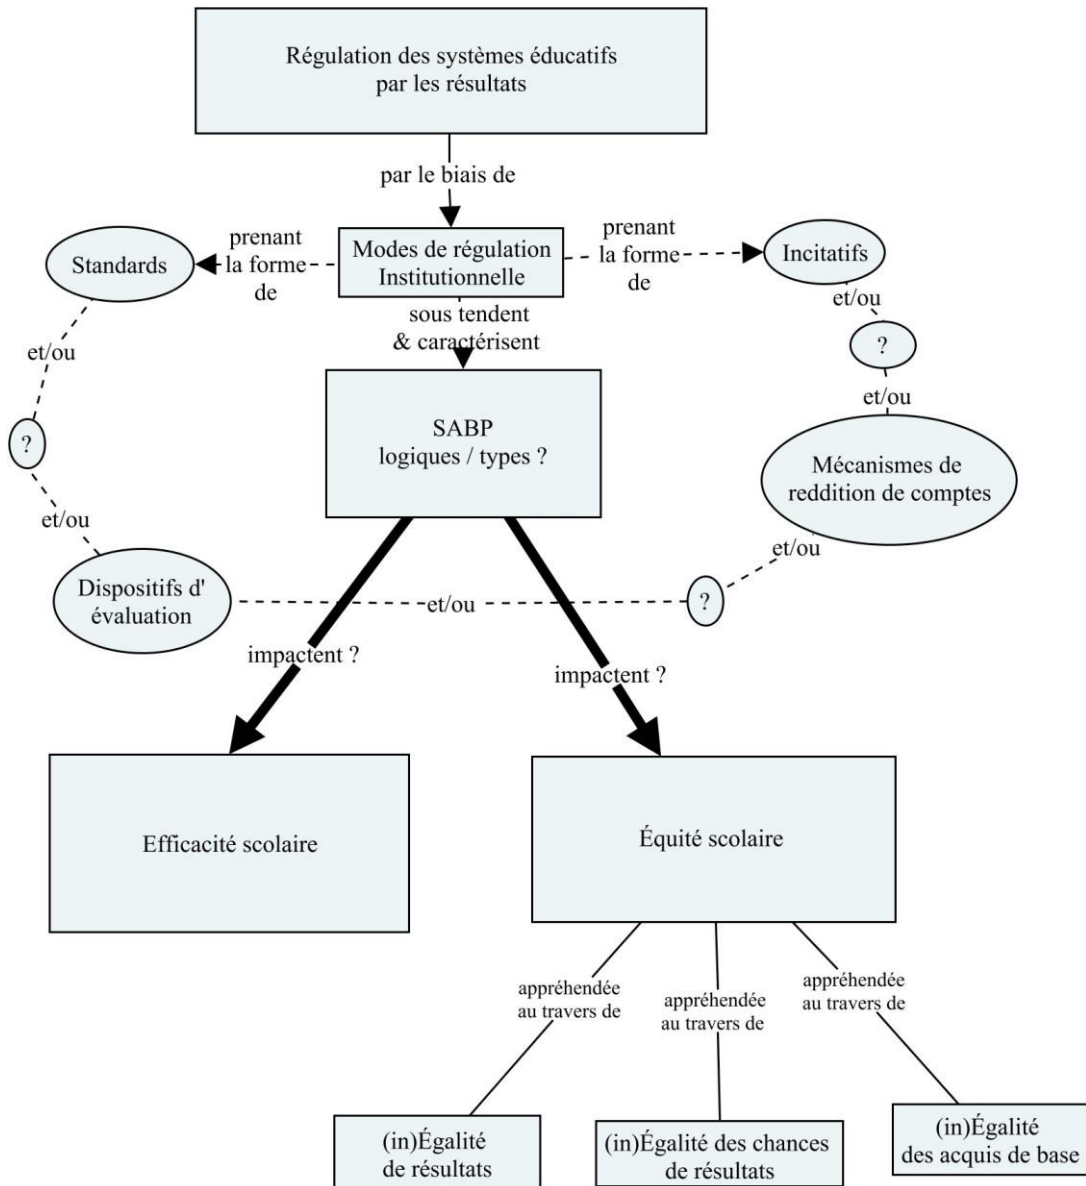 Régulation des systèmes éducatifs
par les résultats
par le biais de
Standards
prenant
la forme
de
Modes de régulation
Institutionnelle
prenant
la forme
de
Incitatifs
et/ou
?
et/ou
sous tendent
& caractérisent
et/ou
?
et/ou
SABP
logiques / types ?
Mécanismes de
reddition de comptes
et/ou
Dispositifs d'
évaluation
et/ou
?
impactent ?
impactent ?
Efficacité scolaire
Équité scolaire
appréhendée
au travers de
appréhendée
au travers de
appréhendée
au travers de
(in)Égalité
de résultats
(in)Égalité des chances
de résultats
(in)Égalité
des acquis de base